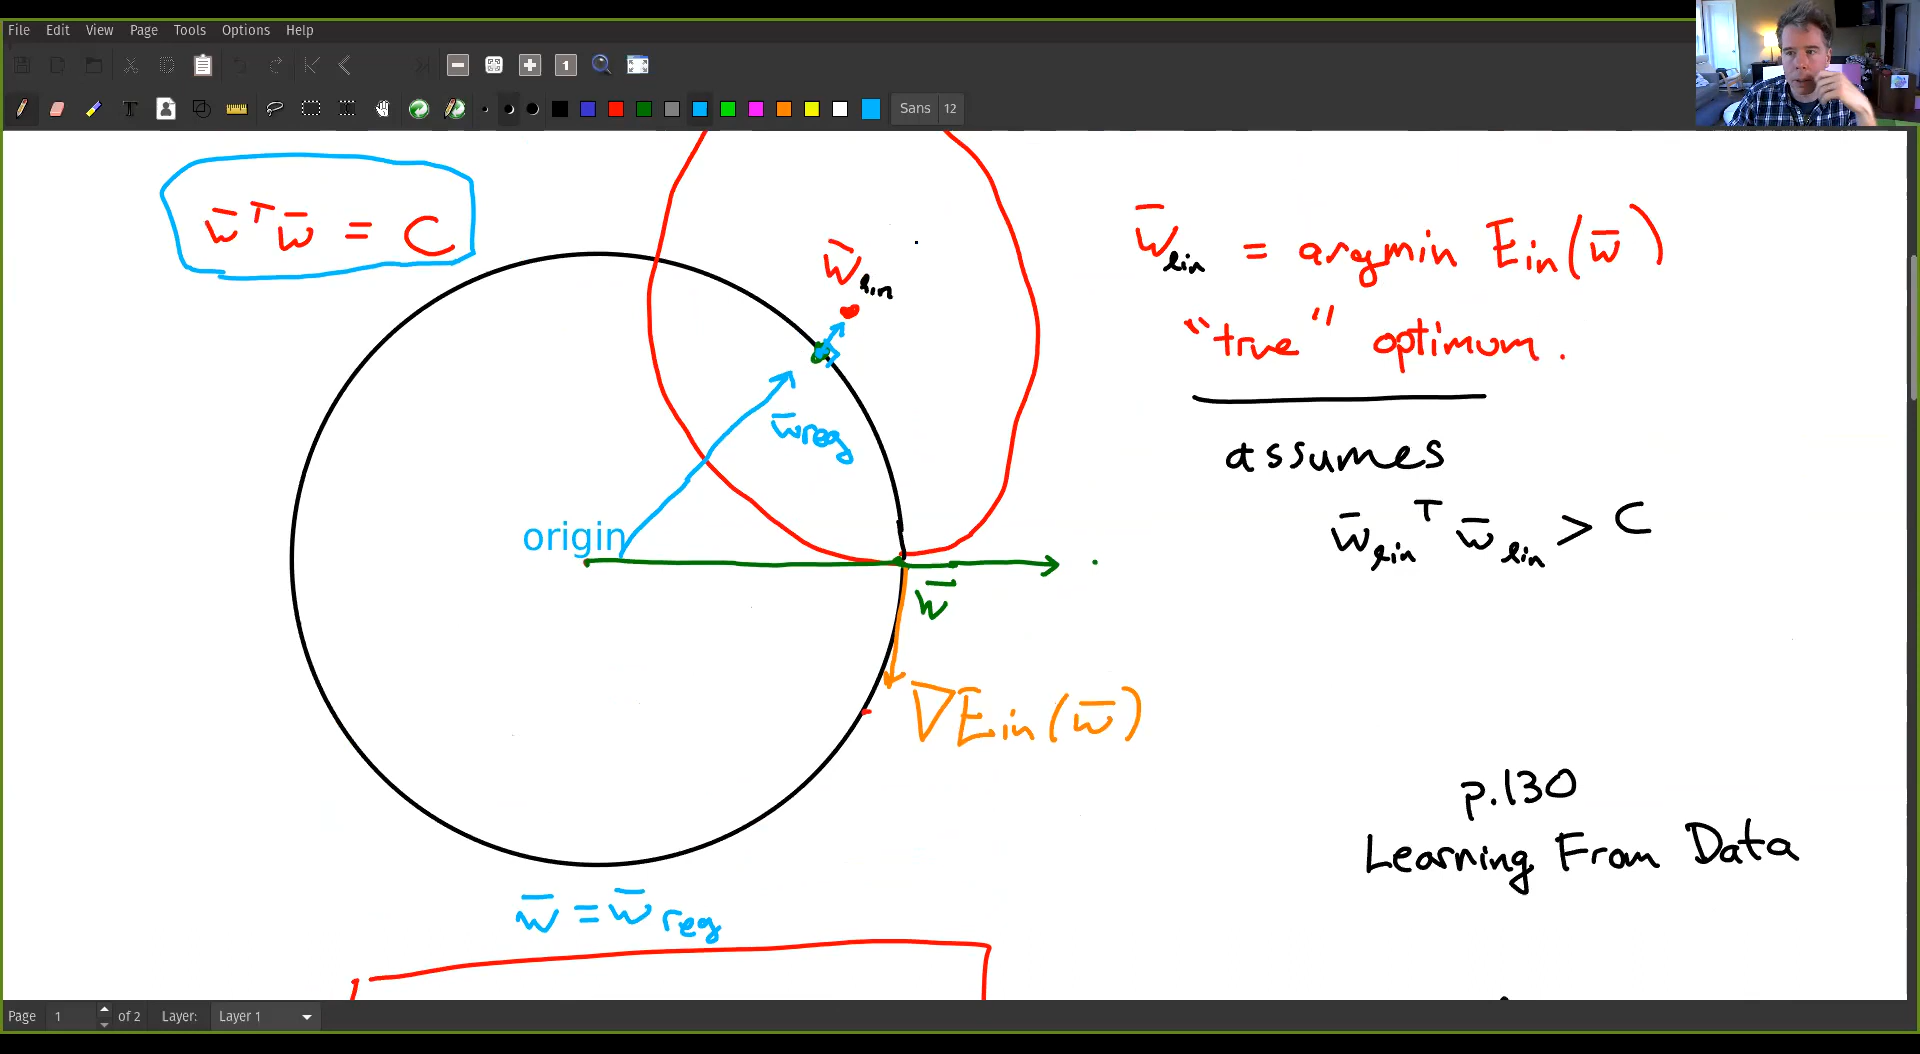 File Edit View Page Tools Options Help
Sans 12
w̄ᵀw̄ = C
w̄lin
w̄lin = argmin Ein(w̄)
"true" optimum.
w̄reg
assumes
w̄linᵀ w̄lin > C
origin
w̄
∇Ein(w̄)
p.130
Learning From Data
w̄ = w̄reg
Page 1 of 2 Layer: Layer 1